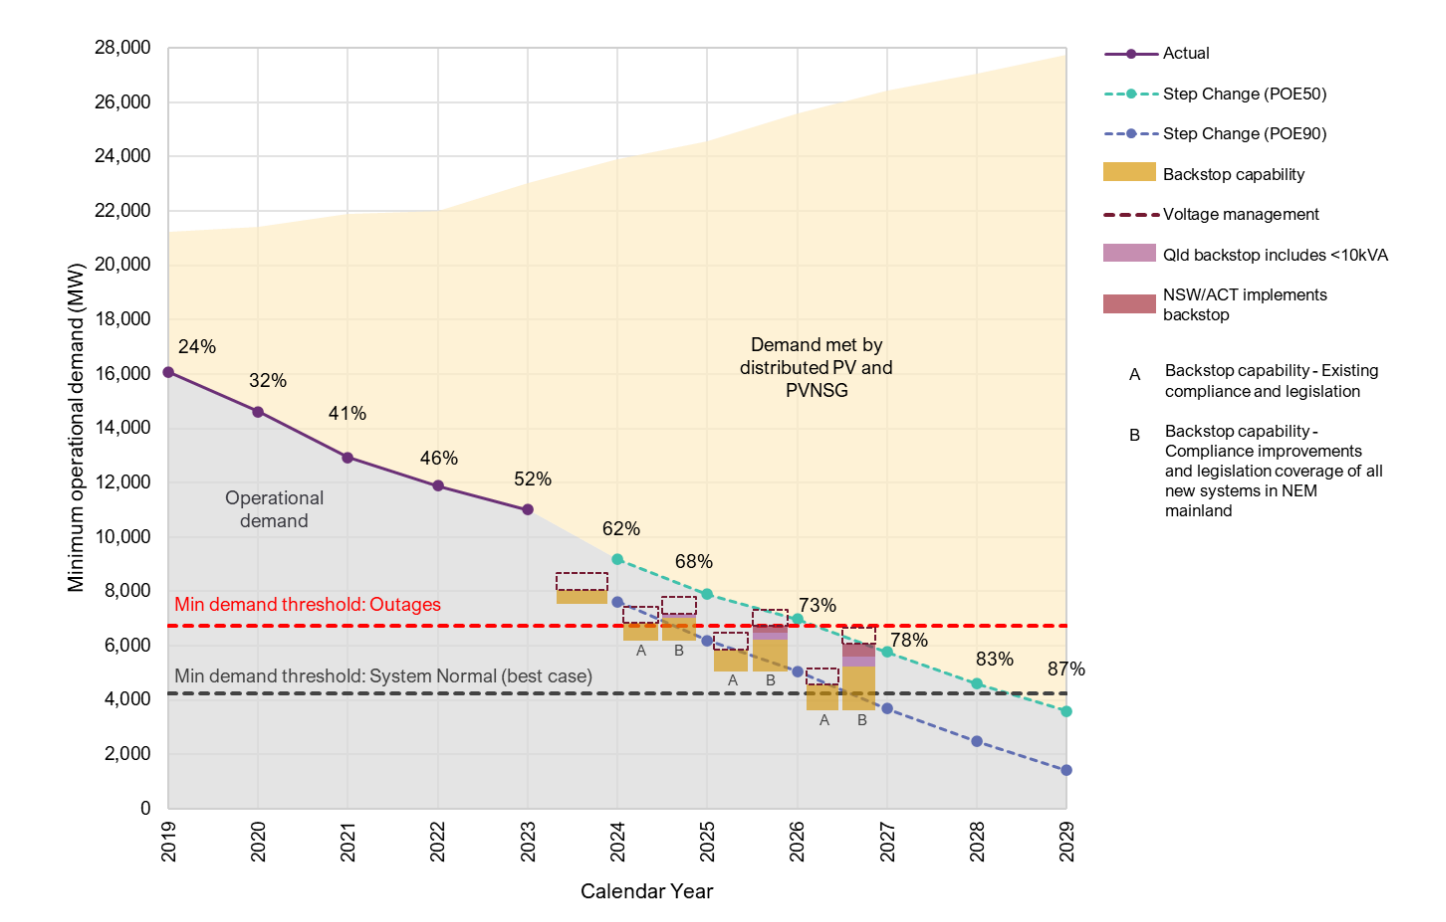 28,000
26,000
24,000
22,000
20,000
18,000
16,000
14,000
12,000
10,000
8,000
6,000
4,000
2,000
0
Minimum operational demand (MW)
24%
32%
41%
46%
52%
62%
68%
73%
78%
83%
87%
Demand met by
distributed PV and
PVNSG
Operational
demand
Min demand threshold: Outages
Min demand threshold: System Normal (best case)
A
B
A
B
A
B
2019
2020
2021
2022
2023
2024
2025
2026
2027
2028
2029
Calendar Year
Actual
Step Change (POE50)
Step Change (POE90)
Backstop capability
Voltage management
Qld backstop includes <10kVA
NSW/ACT implements
backstop
A
Backstop capability - Existing
compliance and legislation
B
Backstop capability -
Compliance improvements
and legislation coverage of all
new systems in NEM
mainland